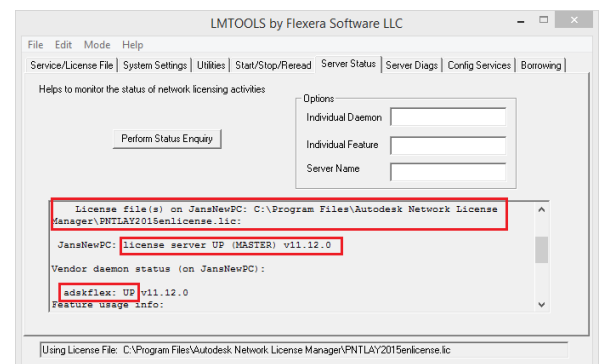 LMTOOLS by Flexera Software LLC
File Edit Mode Help
Service/License File System Settings Utilities Start/Stop/Reread Server Status Server Diags Config Services Borrowing
Helps to monitor the status of network licensing activities
Options
Individual Daemon
Perform Status Enquiry
Individual Feature
Server Name
License file(s) on JansNewPC: C:\Program Files\Autodesk Network License
Manager\PNTLAY2015enlicense.lic:
JansNewPC: license server UP (MASTER) v11.12.0
Vendor daemon status (on JansNewPC):
adskflex: UP v11.12.0
Feature usage info:
Using License File: C:\Program Files\Autodesk Network License Manager\PNTLAY2015enlicense.lic